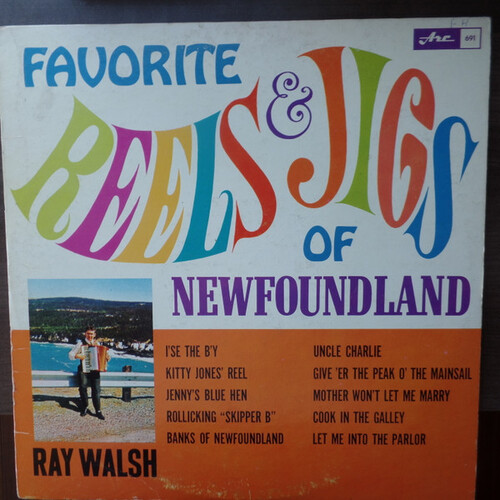 Arc 691
FAVORITE
REELS & JIGS
OF
NEWFOUNDLAND
I'SE THE B'Y
KITTY JONES' REEL
JENNY'S BLUE HEN
ROLLICKING "SKIPPER B"
BANKS OF NEWFOUNDLAND
UNCLE CHARLIE
GIVE 'ER THE PEAK O' THE MAINSAIL
MOTHER WON'T LET ME MARRY
COOK IN THE GALLEY
LET ME INTO THE PARLOR
RAY WALSH